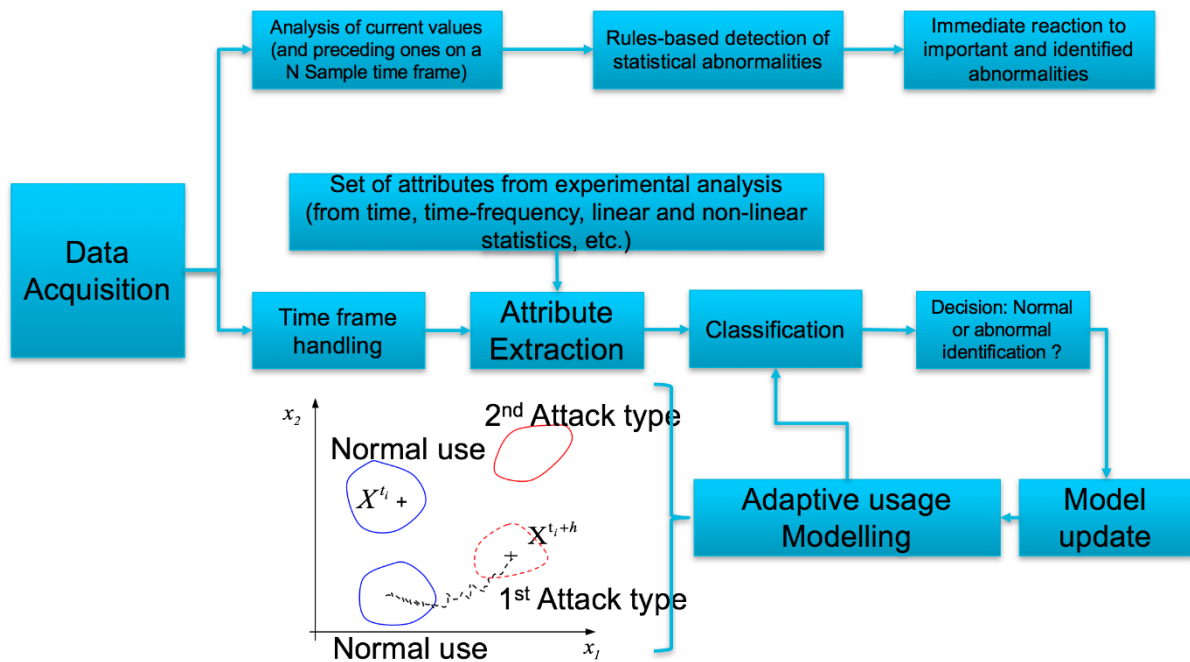 Analysis of current values
(and preceding ones on a
N Sample time frame)
Rules-based detection of
statistical abnormalities
Immediate reaction to
important and identified
abnormalities
Set of attributes from experimental analysis
(from time, time-frequency, linear and non-linear
statistics, etc.)
Data
Acquisition
Time frame
handling
Attribute
Extraction
Classification
Decision: Normal
or abnormal
identification ?
x2
2nd Attack type
Normal use
X^ti
X^ti+h
1st Attack type
Normal use
x1
Adaptive usage
Modelling
Model
update